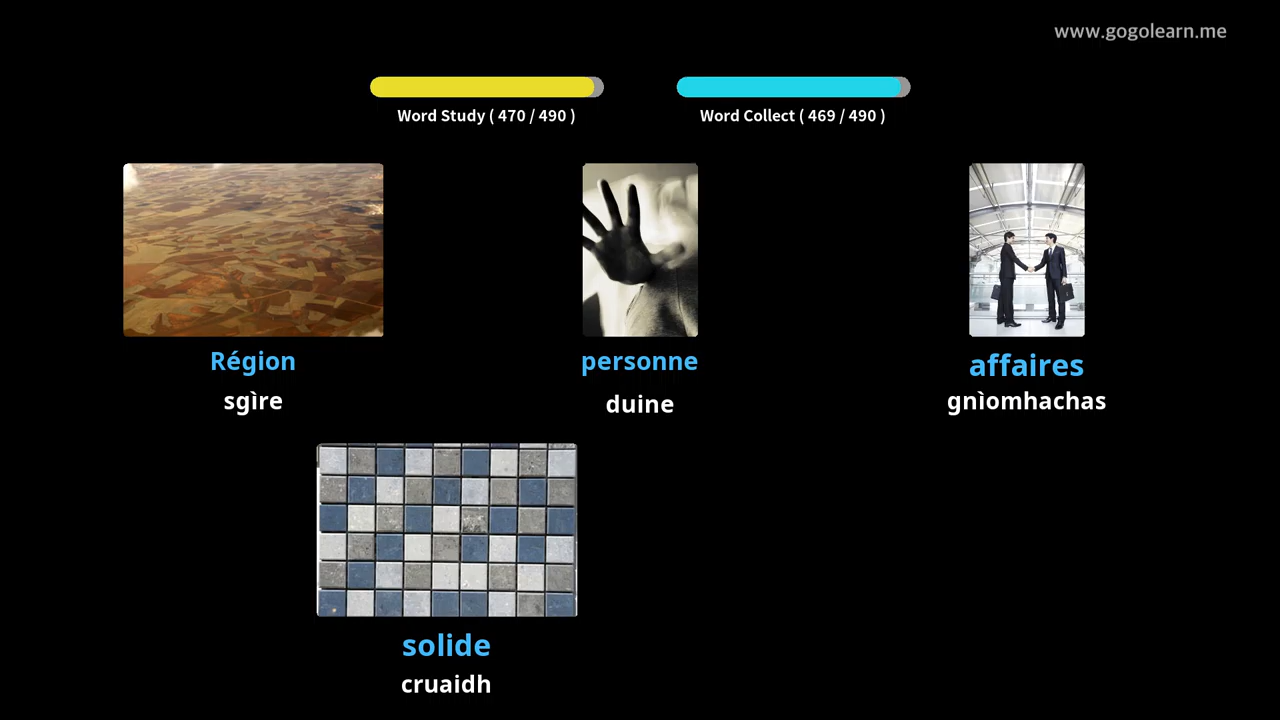 www.gogolearn.me
Word Study ( 470 / 490 )
Word Collect ( 469 / 490 )
Région
personne
affaires
sgìre
duine
gnìomhachas
solide
cruaidh